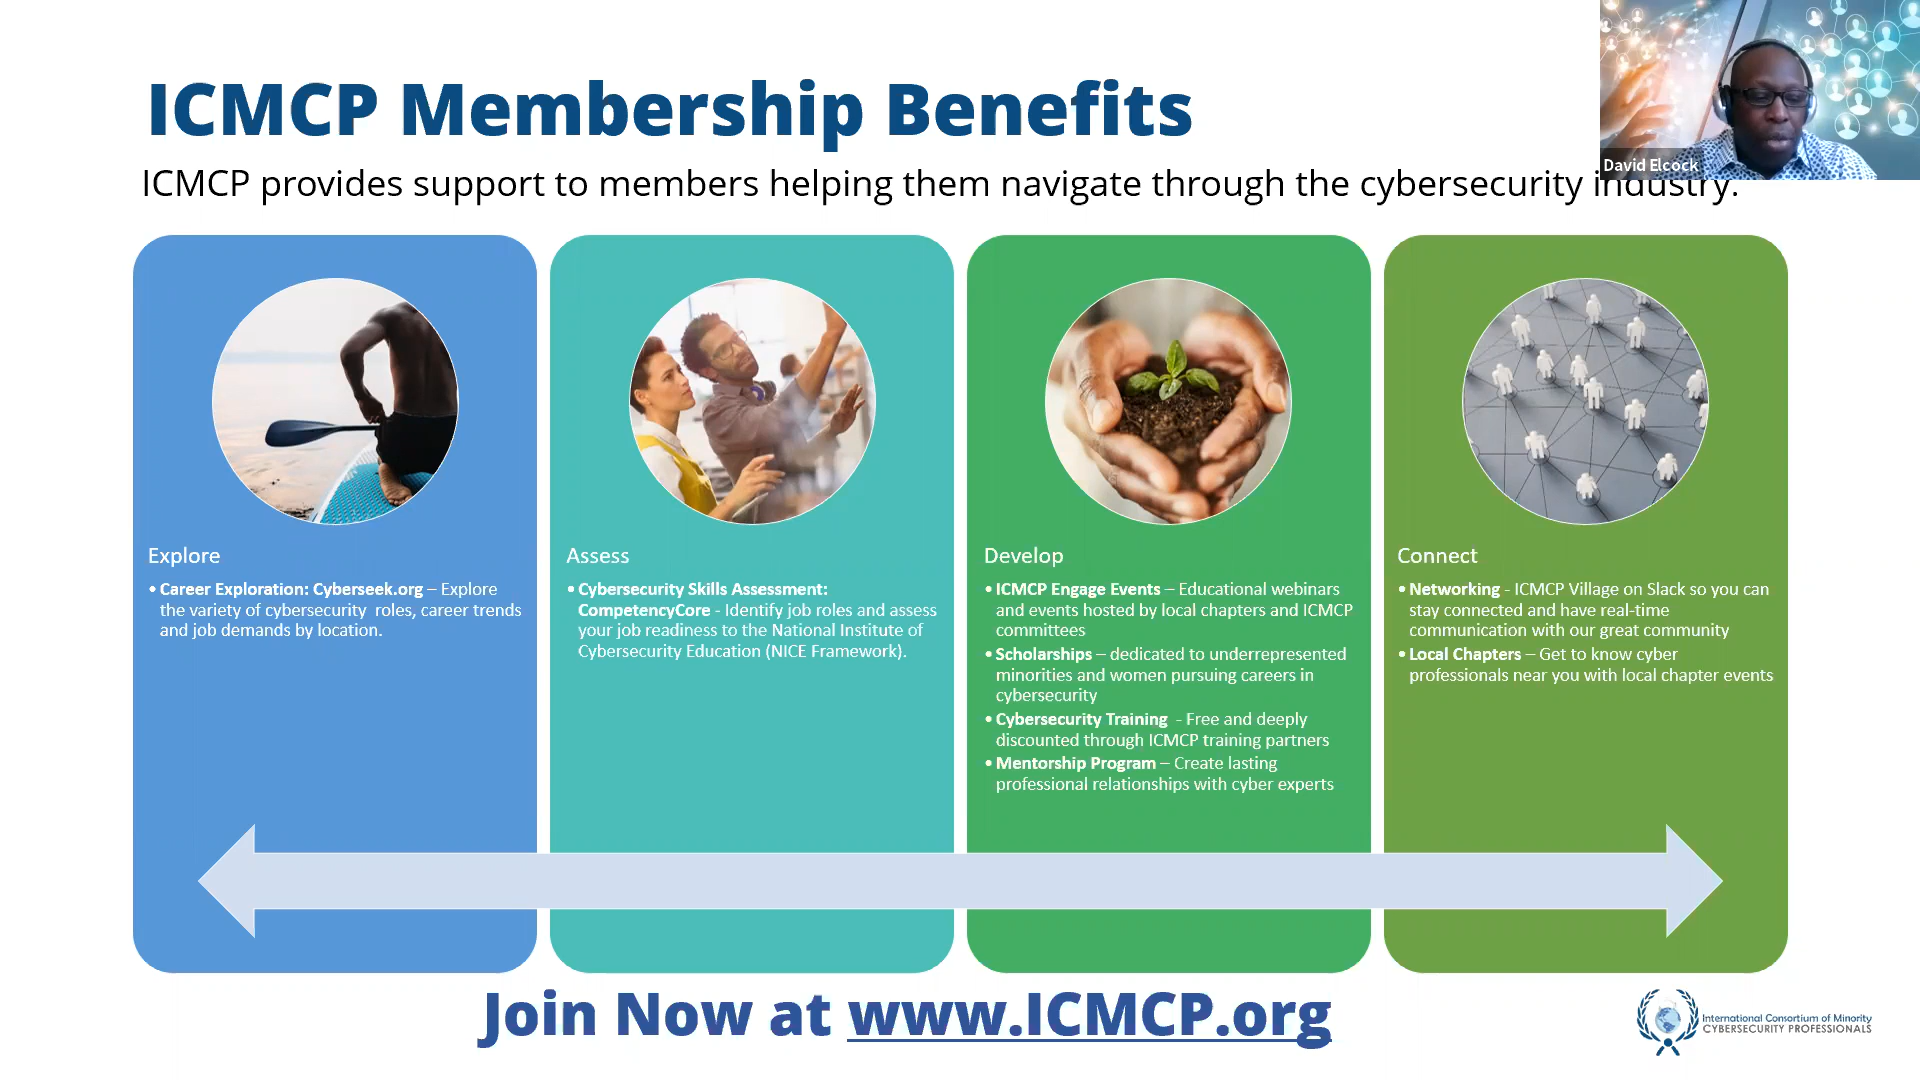 ICMCP Membership Benefits
David Elcock
ICMCP provides support to members helping them navigate through the cybersecurity industry.
Explore
• Career Exploration: Cyberseek.org – Explore
the variety of cybersecurity roles, career trends
and job demands by location.
Assess
• Cybersecurity Skills Assessment:
CompetencyCore - Identify job roles and assess
your job readiness to the National Institute of
Cybersecurity Education (NICE Framework).
Develop
• ICMCP Engage Events – Educational webinars
and events hosted by local chapters and ICMCP
committees
• Scholarships – dedicated to underrepresented
minorities and women pursuing careers in
cybersecurity
• Cybersecurity Training - Free and deeply
discounted through ICMCP training partners
• Mentorship Program – Create lasting
professional relationships with cyber experts
Connect
• Networking - ICMCP Village on Slack so you can
stay connected and have real-time
communication with our great community
• Local Chapters – Get to know cyber
professionals near you with local chapter events
Join Now at www.ICMCP.org
International Consortium of Minority
CYBERSECURITY PROFESSIONALS